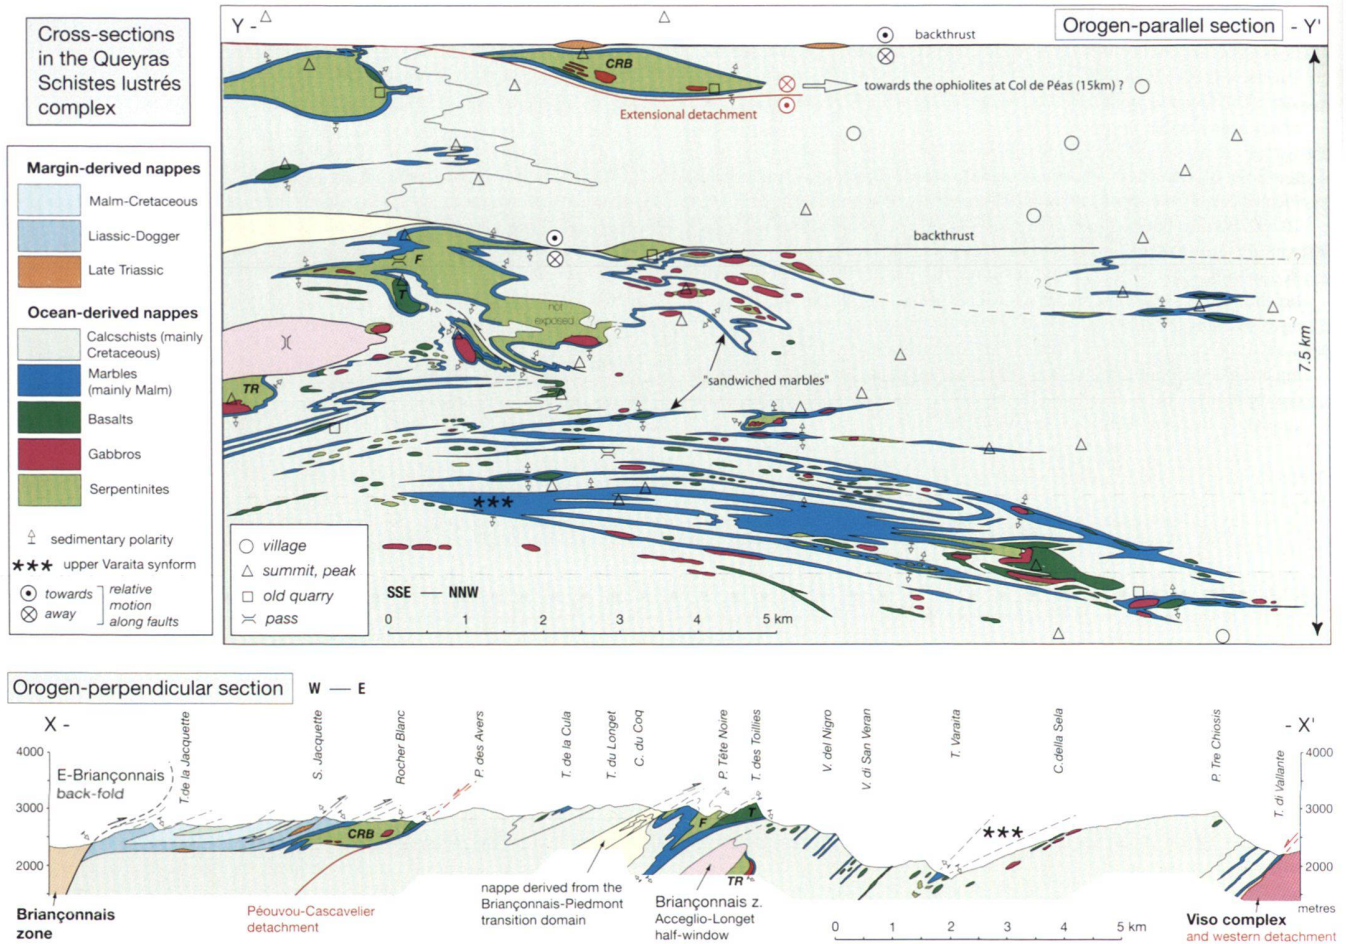 Cross-sections
in the Queyras
Schistes lustrés
complex
Margin-derived nappes
Malm-Cretaceous
Liassic-Dogger
Late Triassic
Ocean-derived nappes
Calcschists (mainly
Cretaceous)
Marbles
(mainly Malm)
Basalts
Gabbros
Serpentinites
sedimentary polarity
*** upper Varaita synform
towards
away
relative
motion
along faults
Y -
Orogen-parallel section
- Y'
backthrust
CRB
towards the ophiolites at Col de Péas (15km) ?
Extensional detachment
backthrust
F
T
not
exposed
?
?
?
?
?
TR
"sandwiched marbles"
7.5 km
***
village
summit, peak
old quarry
pass
SSE — NNW
0 1 2 3 4 5 km
Orogen-perpendicular section
W — E
X -
- X'
4000
3000
2000
E-Briançonnais
back-fold
T.de la Jacquette
S. Jacquette
Rocher Blanc
P. des Avers
T. de la Cula
T. du Longet
C. du Coq
P. Tête Noire
T. des Toillies
V. del Nigro
V. di San Veran
T. Varaita
C.della Sela
P. Tre Chiosis
T. di Vallante
4000
3000
2000
metres
CRB
F
T
TR
***
Briançonnais
zone
Péouvou-Cascavelier
detachment
nappe derived from the
Briançonnais-Piedmont
transition domain
Briançonnais z.
Acceglio-Longet
half-window
0 1 2 3 4 5 km
Viso complex
and western detachment